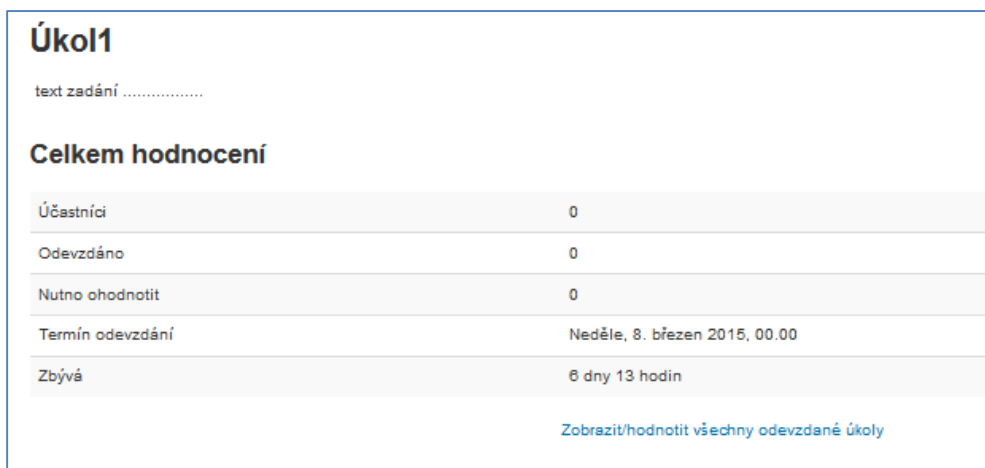 Úkol1
text zadání .................
Celkem hodnocení
Účastníci 0
Odevzdáno 0
Nutno ohodnotit 0
Termín odevzdání Neděle, 8. březen 2015, 00.00
Zbývá 6 dny 13 hodin
Zobrazit/hodnotit všechny odevzdané úkoly